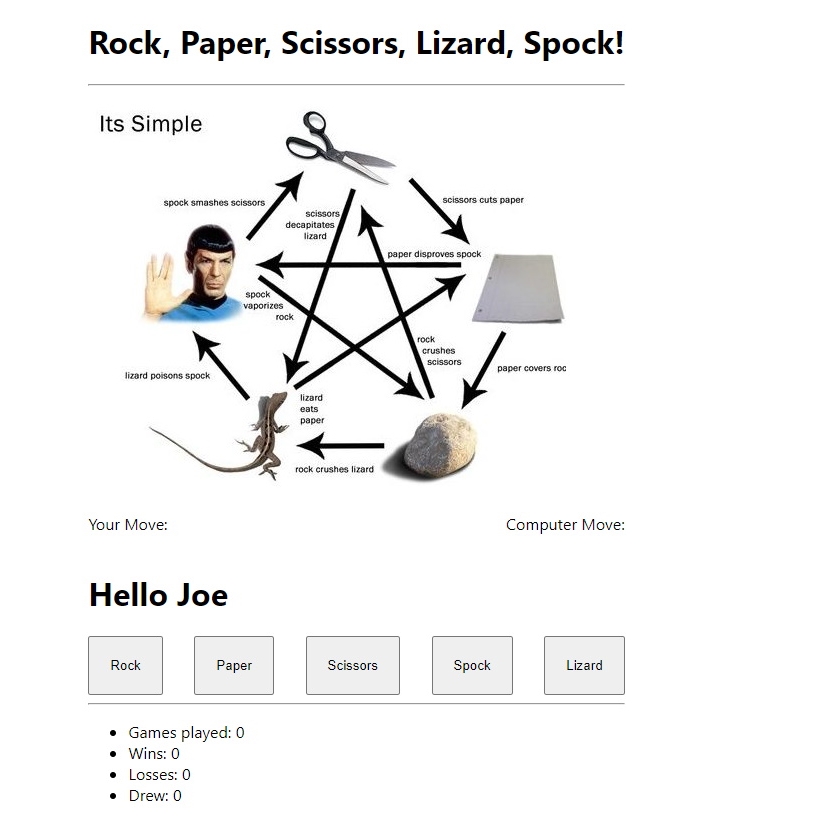 Rock, Paper, Scissors, Lizard, Spock!
Its Simple
spock smashes scissors
scissors cuts paper
scissors
decapitates
lizard
paper disproves spock
spock
vaporizes
rock
rock
crushes
scissors
lizard poisons spock
paper covers roc
lizard
eats
paper
rock crushes lizard
Your Move:
Computer Move:
Hello Joe
Rock
Paper
Scissors
Spock
Lizard
Games played: 0
Wins: 0
Losses: 0
Drew: 0